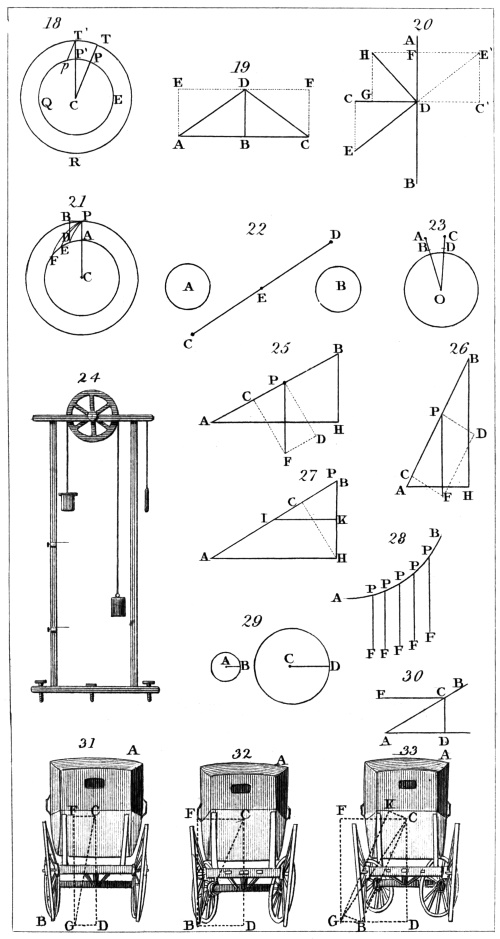 18
T' T
P' P
p
Q C E
R
19
E D F
A B C
20
A
H F E'
C G D C'
E
B
21
B P
D A
E
F
C
22
D
A B
E
C
23
A C
B D
O
24
25
B
P
C
A D H
F
26
B
P
D
C
A F H
27
P
B
C
I K
A H
28
B
P P P P P
A
F F F F F
29
A B C D
30
B
F C
A D
31
A
F C
B G D
32
A
F C
B D
33
A
F K C
G B D